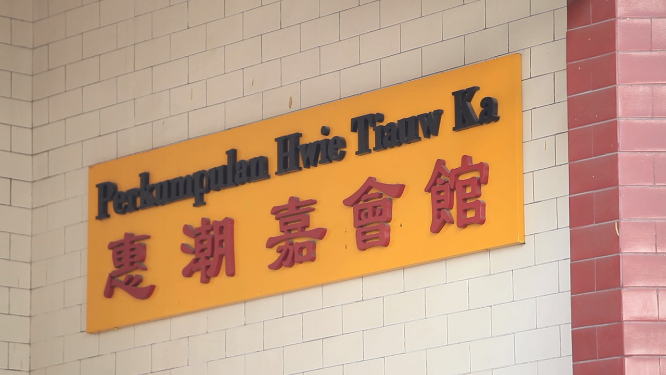 Perkumpulan Hwie Tiauw Ka
惠潮嘉會館